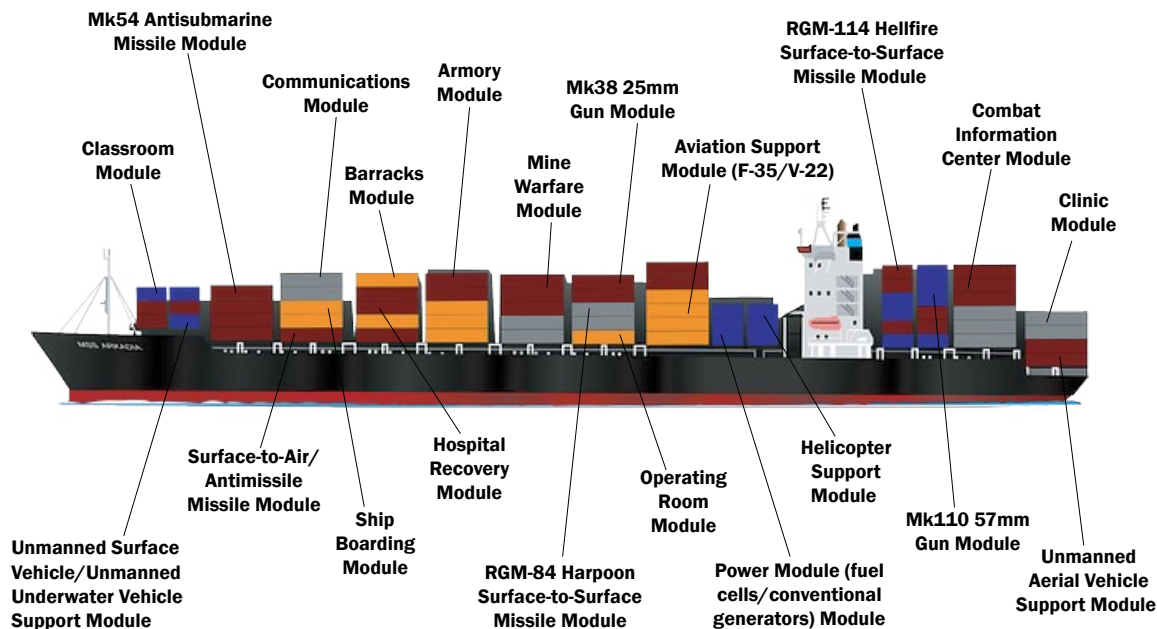 Mk54 Antisubmarine
Missile Module
Communications
Module
Armory
Module
Mk38 25mm
Gun Module
RGM-114 Hellfire
Surface-to-Surface
Missile Module
Classroom
Module
Barracks
Module
Mine
Warfare
Module
Aviation Support
Module (F-35/V-22)
Combat
Information
Center Module
Clinic
Module
MSS ARKADIA
Surface-to-Air/
Antimissile
Missile Module
Hospital
Recovery
Module
Operating
Room
Module
Helicopter
Support
Module
Unmanned Surface
Vehicle/Unmanned
Underwater Vehicle
Support Module
Ship
Boarding
Module
RGM-84 Harpoon
Surface-to-Surface
Missile Module
Power Module (fuel
cells/conventional
generators) Module
Mk110 57mm
Gun Module
Unmanned
Aerial Vehicle
Support Module